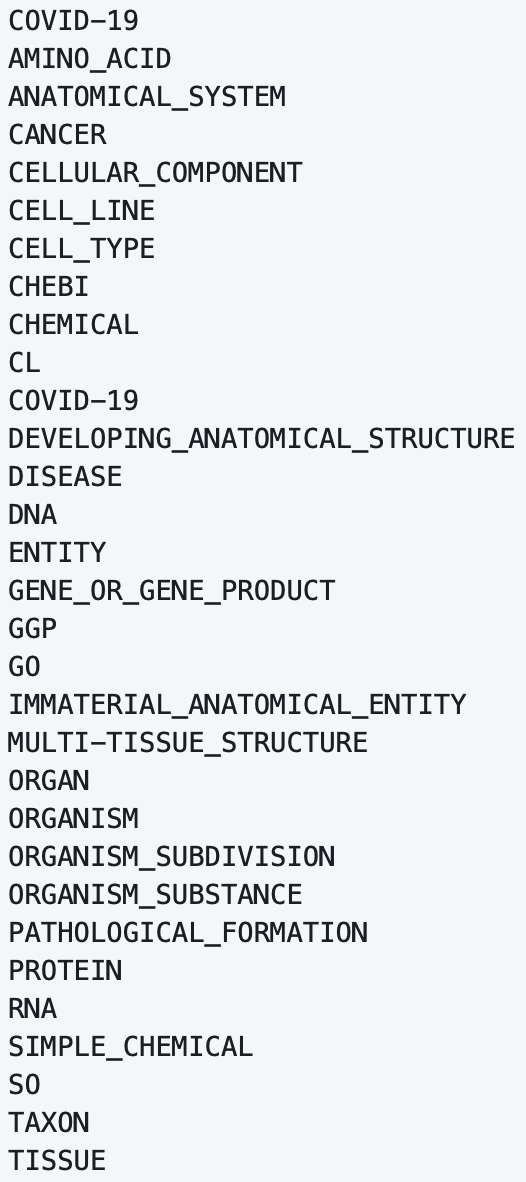 COVID-19
AMINO_ACID
ANATOMICAL_SYSTEM
CANCER
CELLULAR_COMPONENT
CELL_LINE
CELL_TYPE
CHEBI
CHEMICAL
CL
COVID-19
DEVELOPING_ANATOMICAL_STRUCTURE
DISEASE
DNA
ENTITY
GENE_OR_GENE_PRODUCT
GGP
GO
IMMATERIAL_ANATOMICAL_ENTITY
MULTI-TISSUE_STRUCTURE
ORGAN
ORGANISM
ORGANISM_SUBDIVISION
ORGANISM_SUBSTANCE
PATHOLOGICAL_FORMATION
PROTEIN
RNA
SIMPLE_CHEMICAL
SO
TAXON
TISSUE